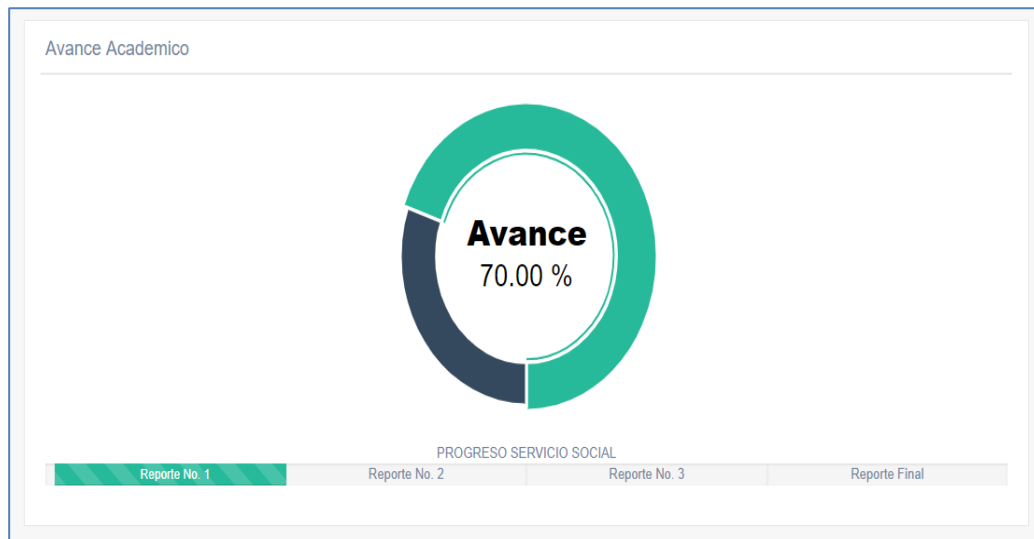 Avance Academico
Avance
70.00 %
PROGRESO SERVICIO SOCIAL
Reporte No. 1 Reporte No. 2 Reporte No. 3 Reporte Final